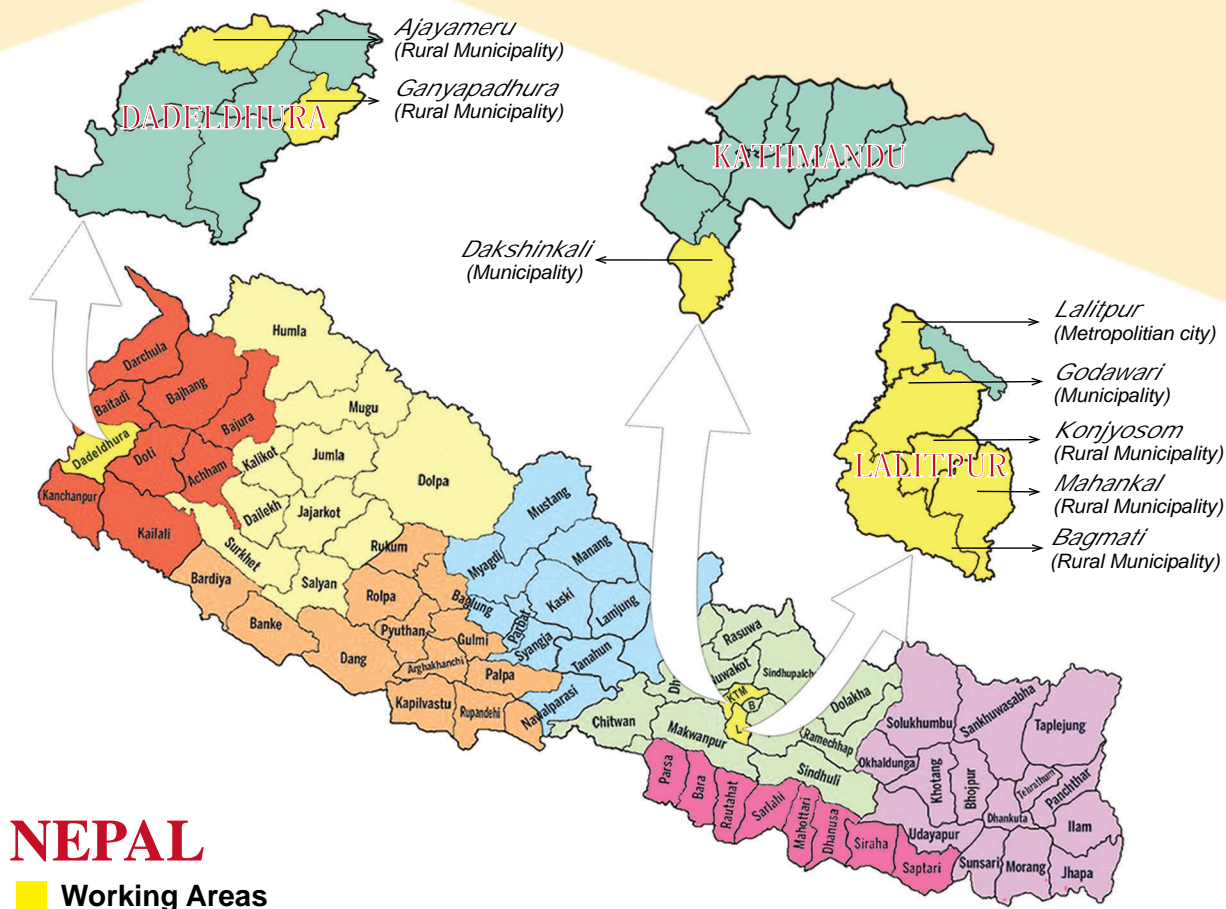 Ajayameru
(Rural Municipality)
Ganyapadhura
(Rural Municipality)
DADELDHURA
KATHMANDU
Dakshinkali
(Municipality)
Lalitpur
(Metropolitian city)
Godawari
(Municipality)
Konjyosom
(Rural Municipality)
LALITPUR
Mahankal
(Rural Municipality)
Bagmati
(Rural Municipality)
Humla
Darchula
Bajhang
Baitadi
Mugu
Bajura
Dadeldhura
Doti
Achham
Kalikot
Jumla
Dolpa
Kanchanpur
Kailali
Dailekh
Jajarkot
Surkhet
Rukum
Salyan
Mustang
Myagdi
Manang
Bardiya
Banke
Rolpa
Baglung
Parbat
Kaski
Lamjung
Pyuthan
Gulmi
Syangja
Tanahun
Dang
Arghakhanchi
Palpa
Kapilvastu
Rupandehi
Nawalparasi
Rasuwa
Dh
uwakot
Sindhupalch
KTM
B
L
Dolakha
Chitwan
Makwanpur
Ramechhap
Sindhuli
Solukhumbu
Sankhuwasabha
Taplejung
Okhaldunga
Khotang
Bhojpur
Tehrathum
Panchthar
Dhankuta
Ilam
Udayapur
Sunsari
Morang
Jhapa
Parsa
Bara
Rautahat
Sarlahi
Mahottari
Dhanusa
Siraha
Saptari
NEPAL
Working Areas